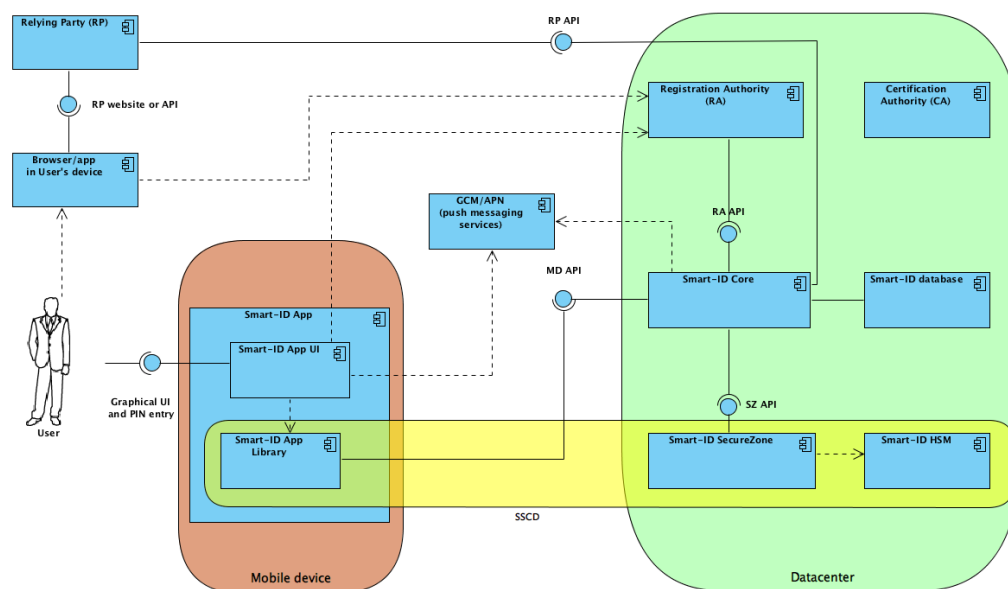 Relying Party (RP)
RP API
RP website or API
Registration Authority
(RA)
Certification
Authority (CA)
Browser/app
in User's device
GCM/APN
(push messaging
services)
RA API
MD API
Smart-ID Core
Smart-ID database
Smart-ID App
Smart-ID App UI
Graphical UI
and PIN entry
SZ API
User
Smart-ID App
Library
Smart-ID SecureZone
Smart-ID HSM
SSCD
Mobile device
Datacenter